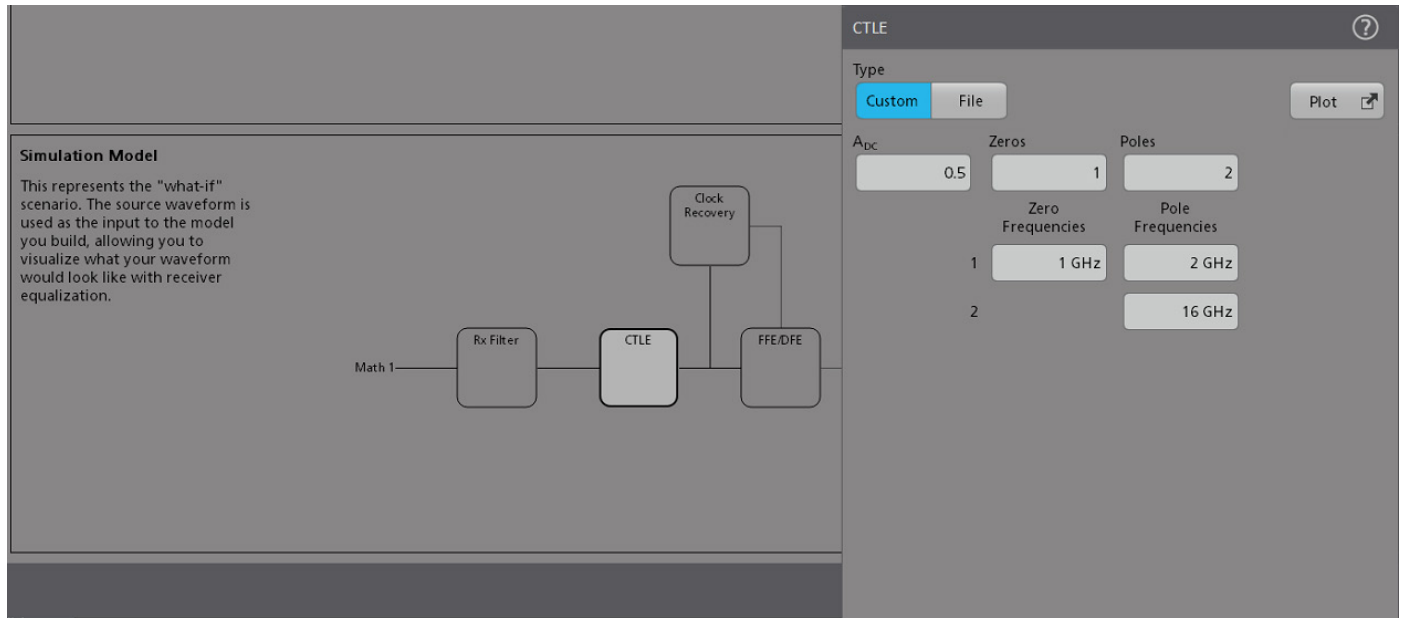 Simulation Model
This represents the "what-if"
scenario. The source waveform is
used as the input to the model
you build, allowing you to
visualize what your waveform
would look like with receiver
equalization.
Math 1
Rx Filter
CTLE
Clock
Recovery
FFE/DFE
CTLE ?
Type
Custom File Plot
ADC Zeros Poles
0.5 1 2
Zero
Frequencies
Pole
Frequencies
1 1 GHz 2 GHz
2 16 GHz